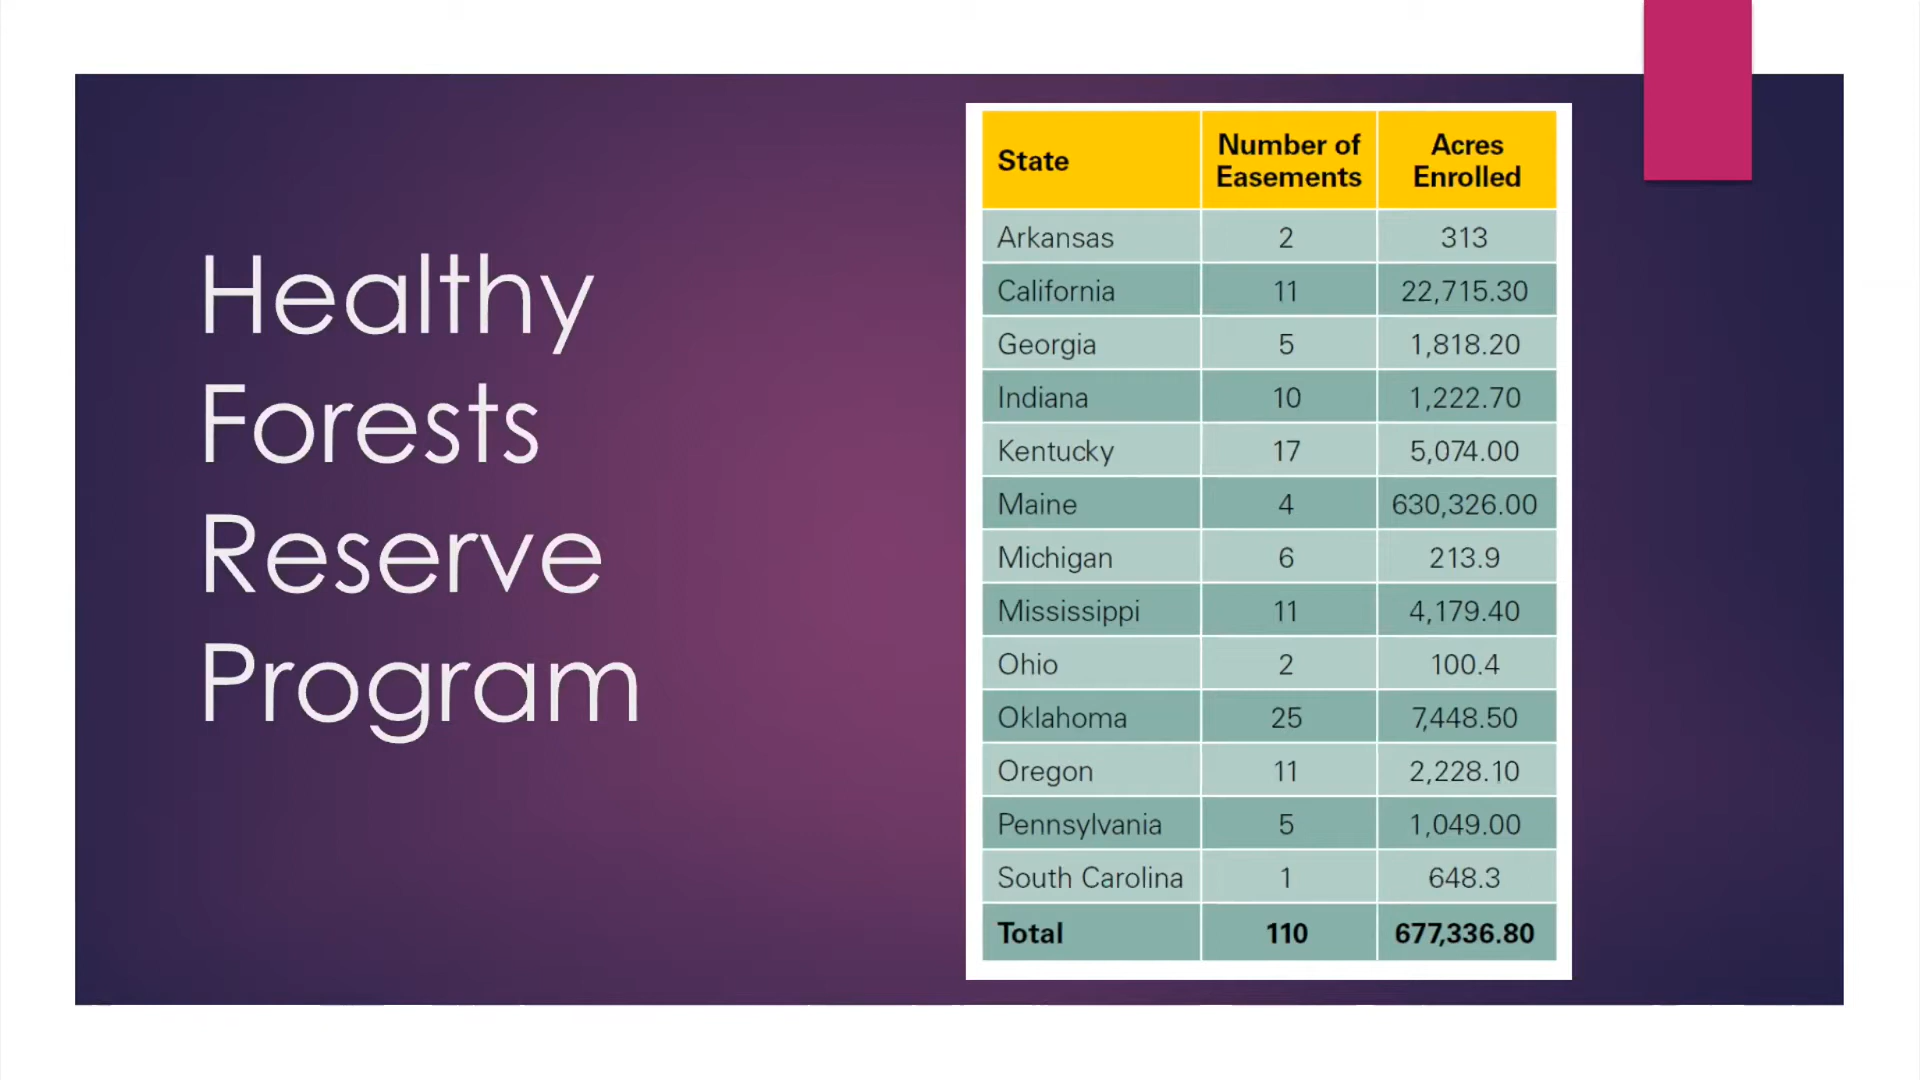 Healthy
Forests
Reserve
Program
State Number of Easements Acres Enrolled
Arkansas 2 313
California 11 22,715.30
Georgia 5 1,818.20
Indiana 10 1,222.70
Kentucky 17 5,074.00
Maine 4 630,326.00
Michigan 6 213.9
Mississippi 11 4,179.40
Ohio 2 100.4
Oklahoma 25 7,448.50
Oregon 11 2,228.10
Pennsylvania 5 1,049.00
South Carolina 1 648.3
Total 110 677,336.80